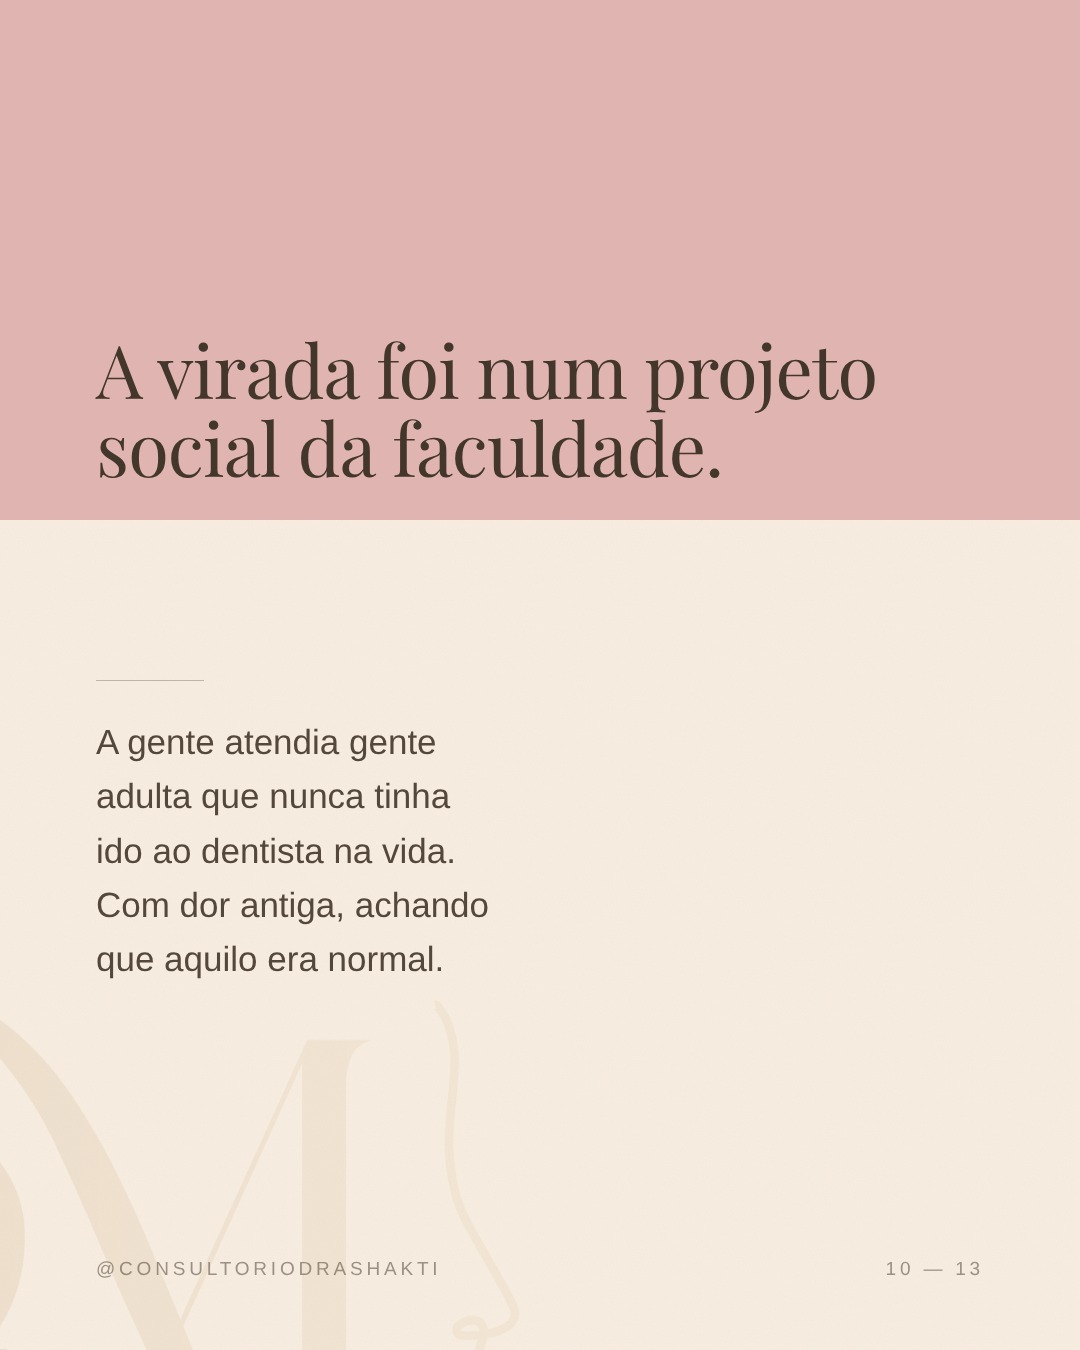 A virada foi num projeto
social da faculdade.
A gente atendia gente
adulta que nunca tinha
ido ao dentista na vida.
Com dor antiga, achando
que aquilo era normal.
@CONSULTORIODRASHAKTI
10 — 13